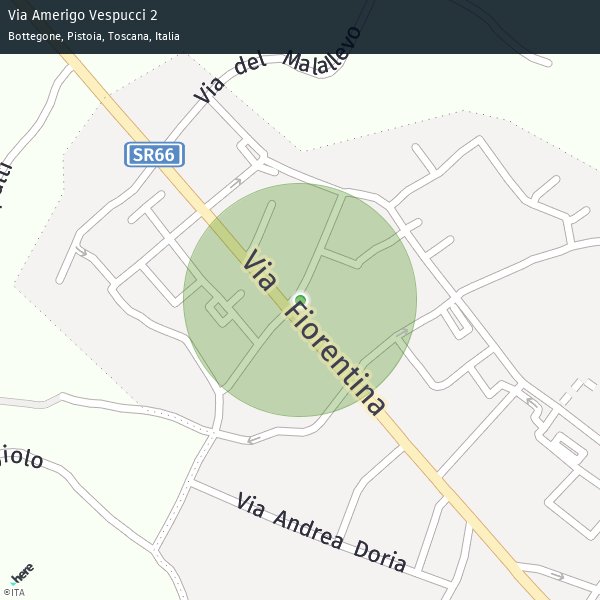 Via Amerigo Vespucci 2
Bottegone, Pistoia, Toscana, Italia
Via del Malallevo
SR66
Via Fiorentina
Via Andrea Doria
here
©ITA